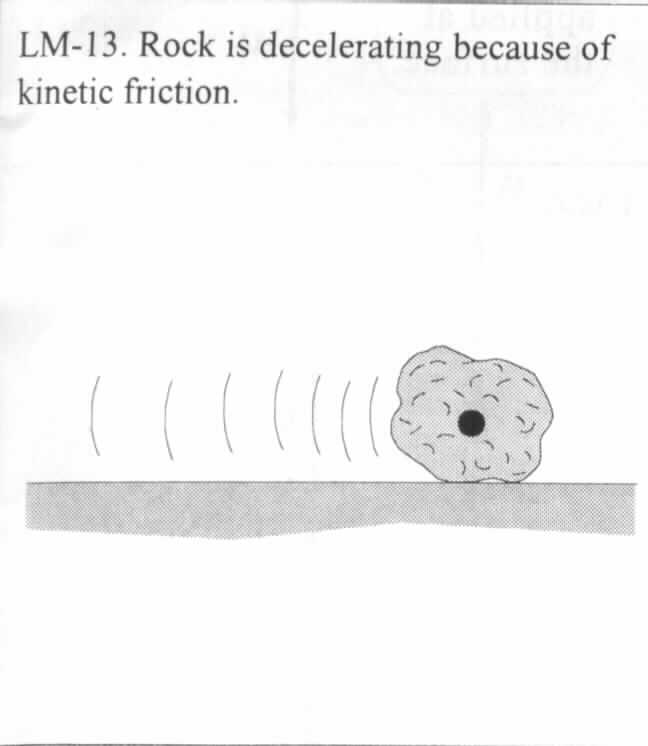 LM-13. Rock is decelerating because of
kinetic friction.